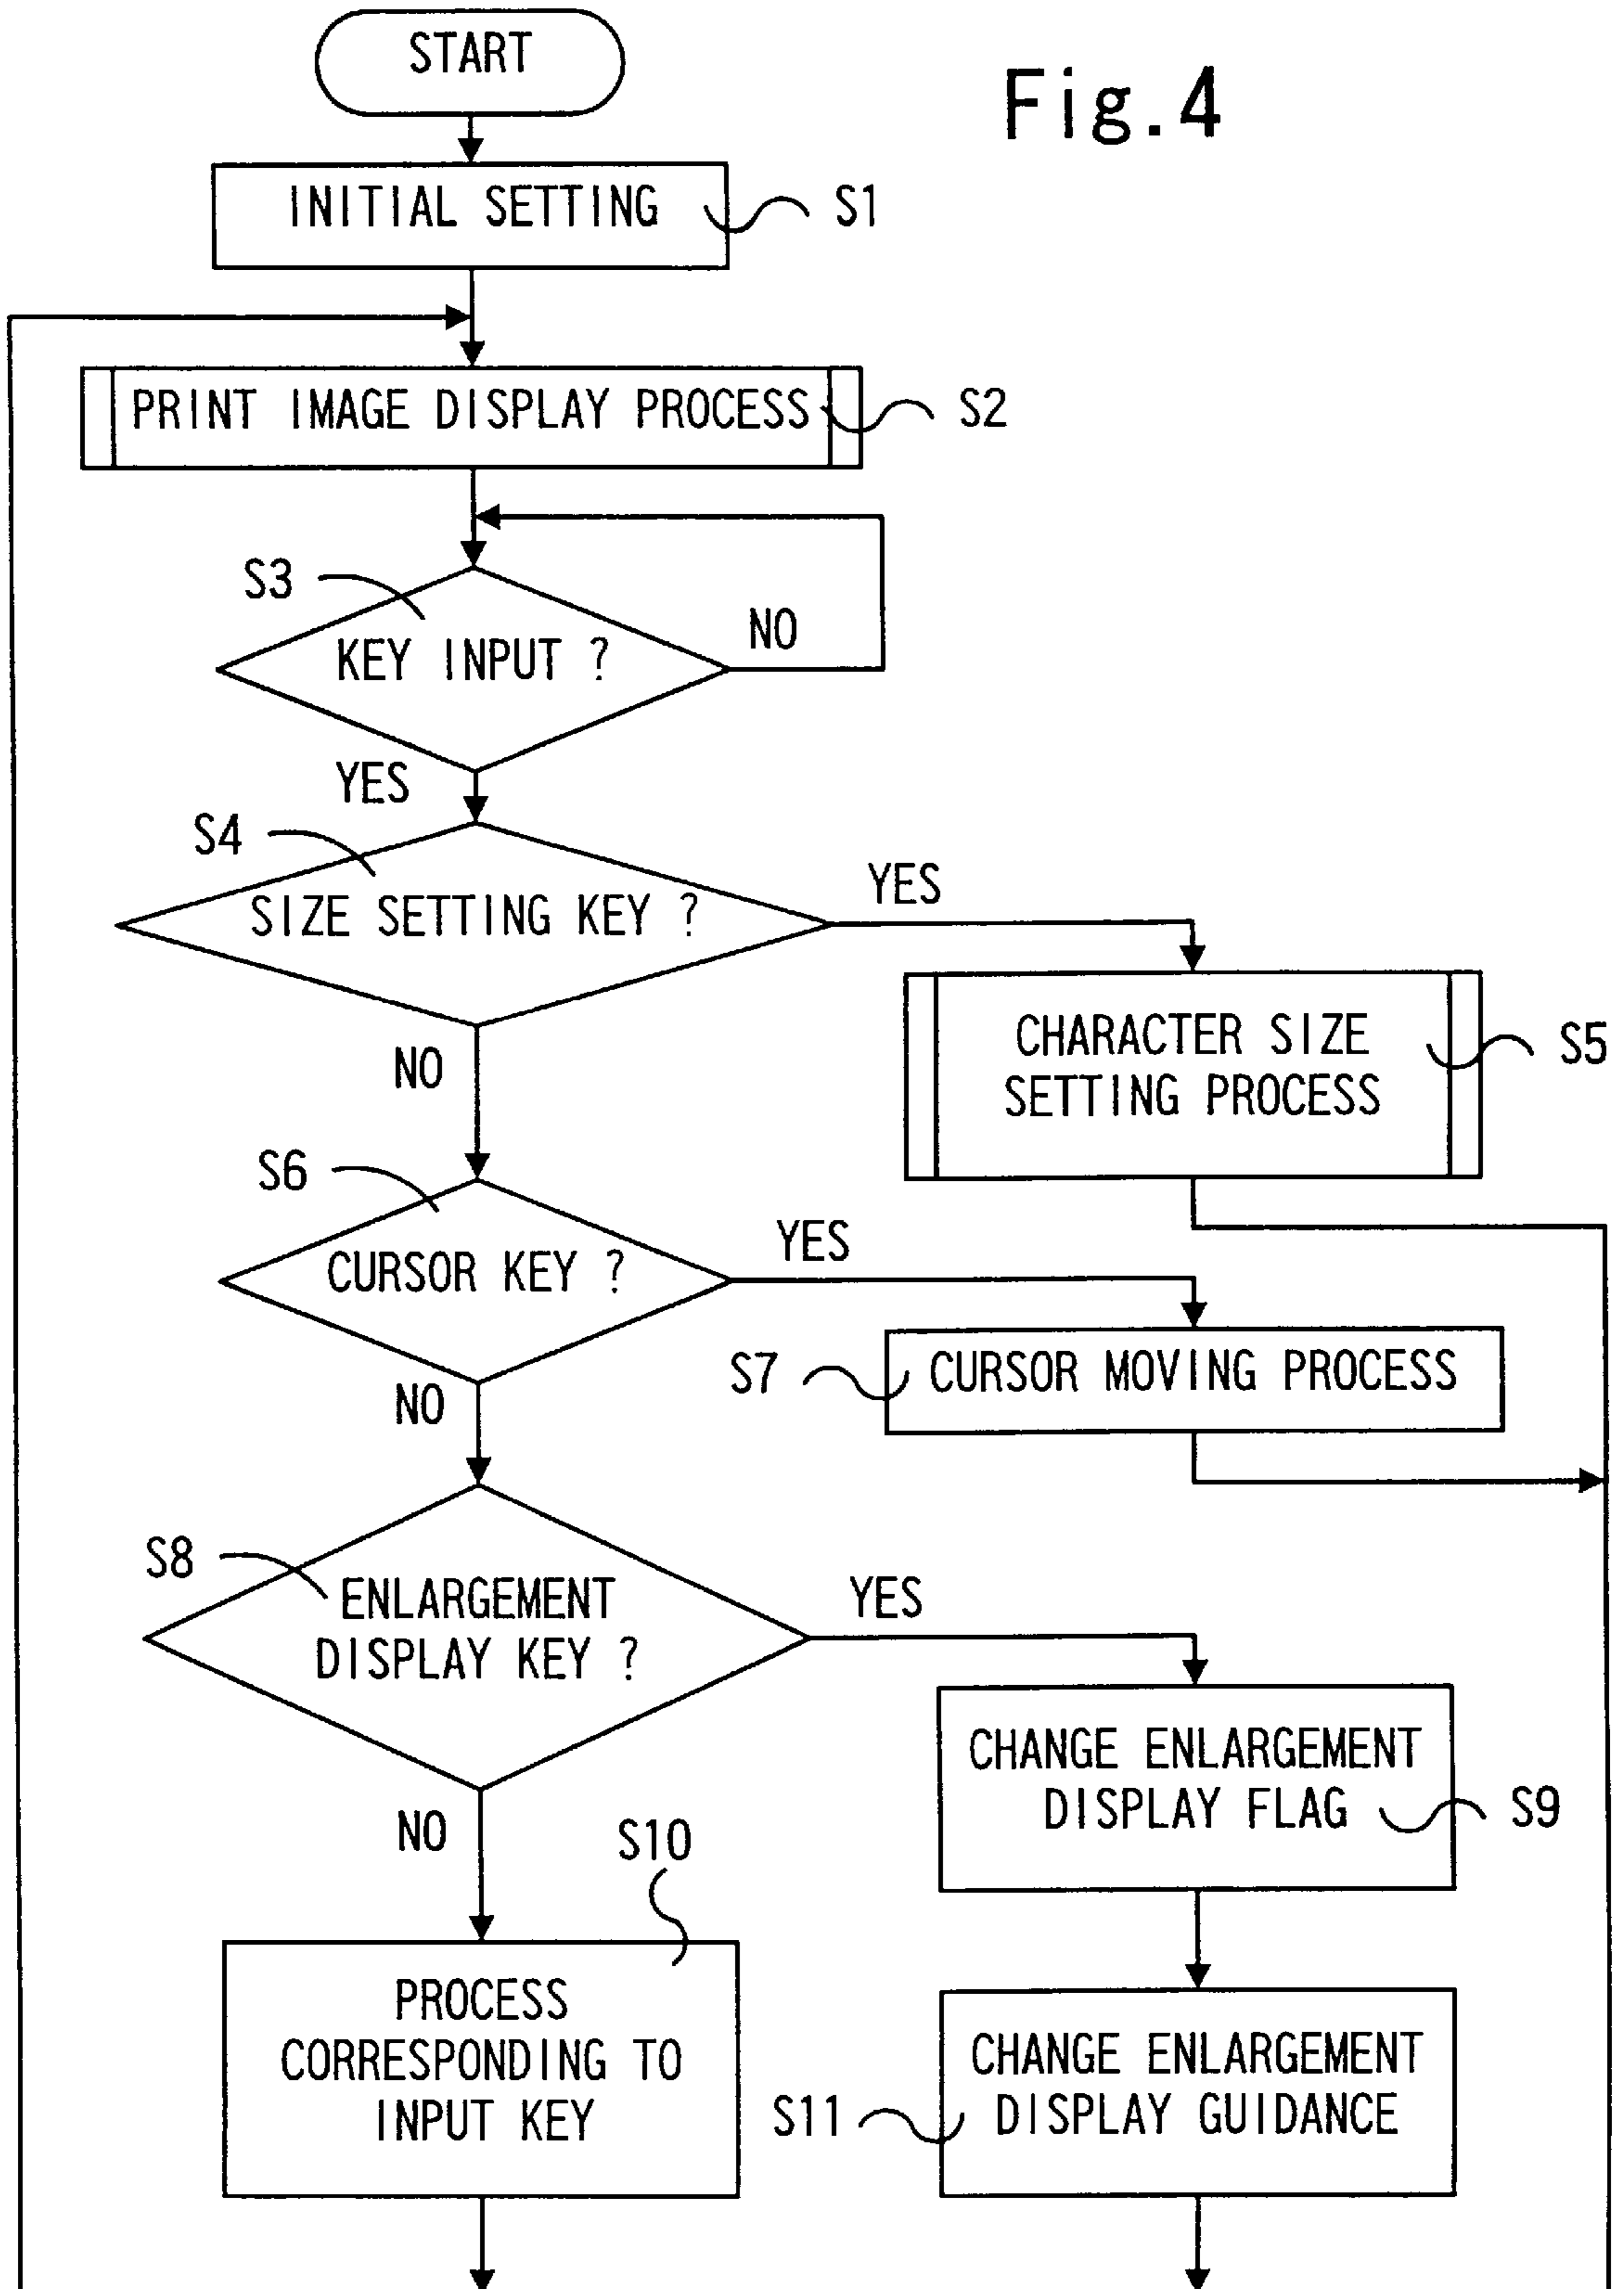 START
Fig.4
INITIAL SETTING
S1
PRINT IMAGE DISPLAY PROCESS
S2
S3
KEY INPUT ?
NO
YES
S4
SIZE SETTING KEY ?
YES
NO
CHARACTER SIZE
SETTING PROCESS
S5
S6
CURSOR KEY ?
YES
NO
S7
CURSOR MOVING PROCESS
S8
ENLARGEMENT
DISPLAY KEY ?
YES
NO
CHANGE ENLARGEMENT
DISPLAY FLAG
S9
S10
PROCESS
CORRESPONDING TO
INPUT KEY
S11
CHANGE ENLARGEMENT
DISPLAY GUIDANCE